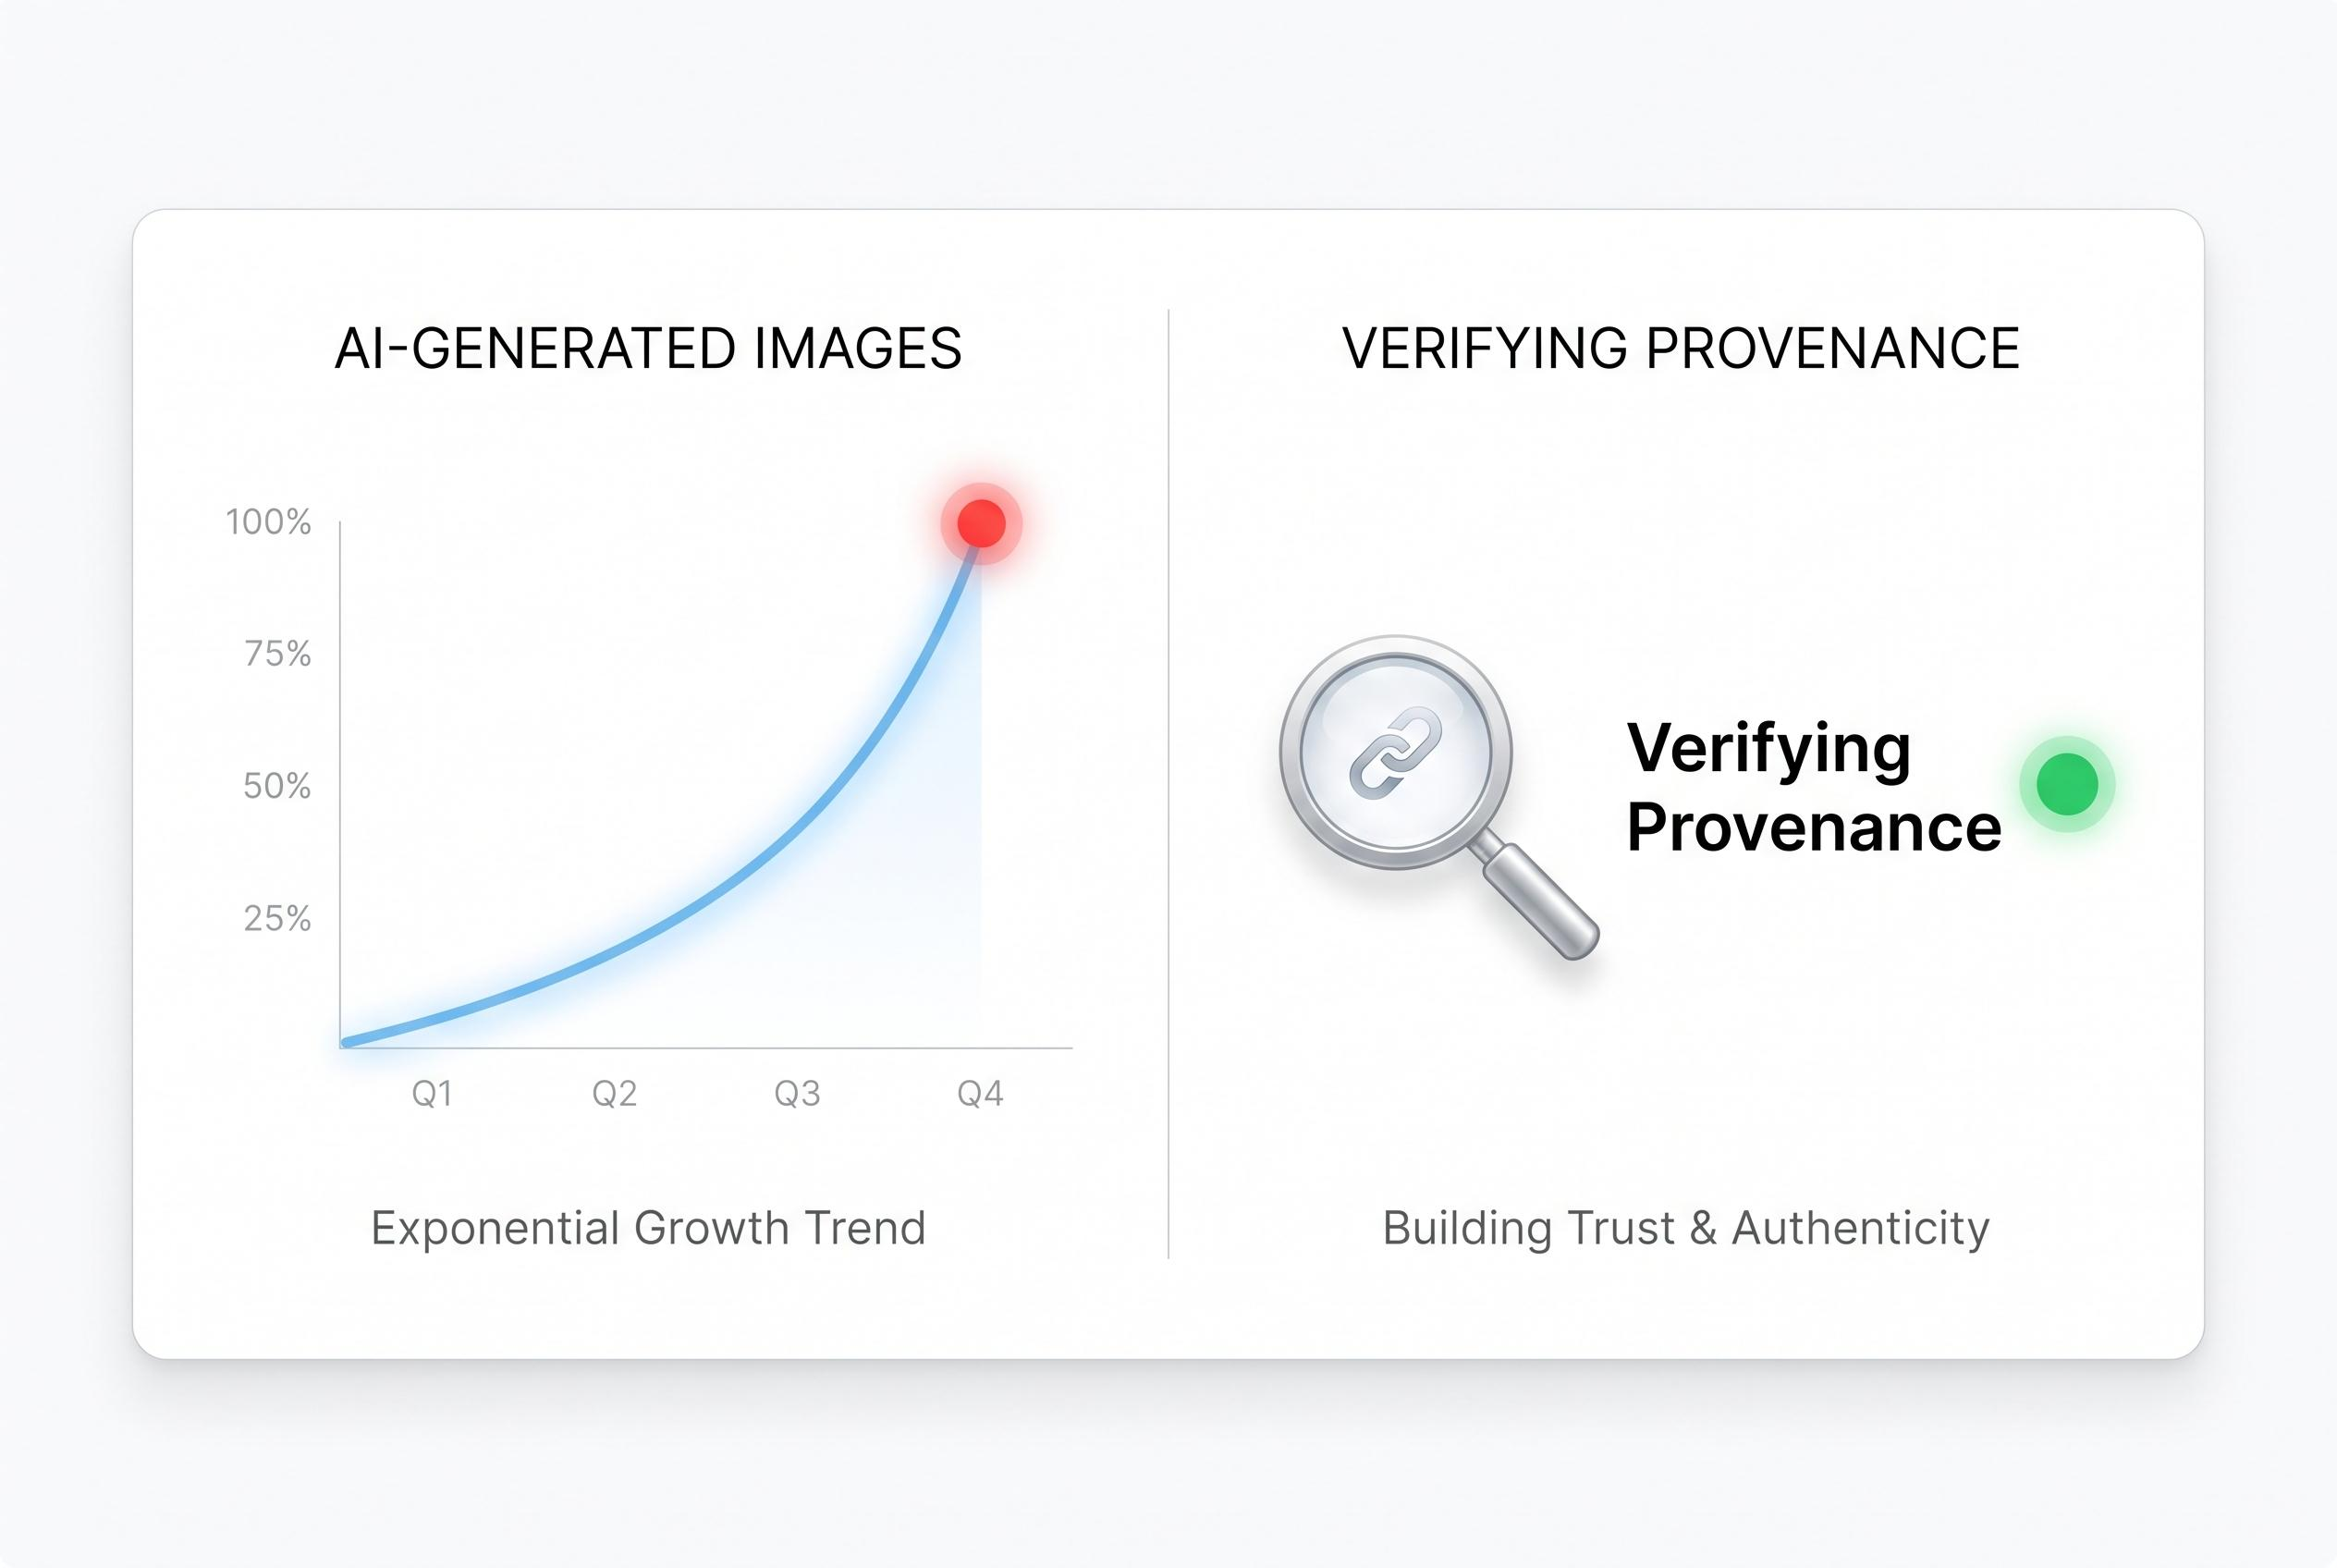 AI-GENERATED IMAGES
100%
75%
50%
25%
Q1 Q2 Q3 Q4
Exponential Growth Trend
VERIFYING PROVENANCE
Verifying
Provenance
Building Trust & Authenticity